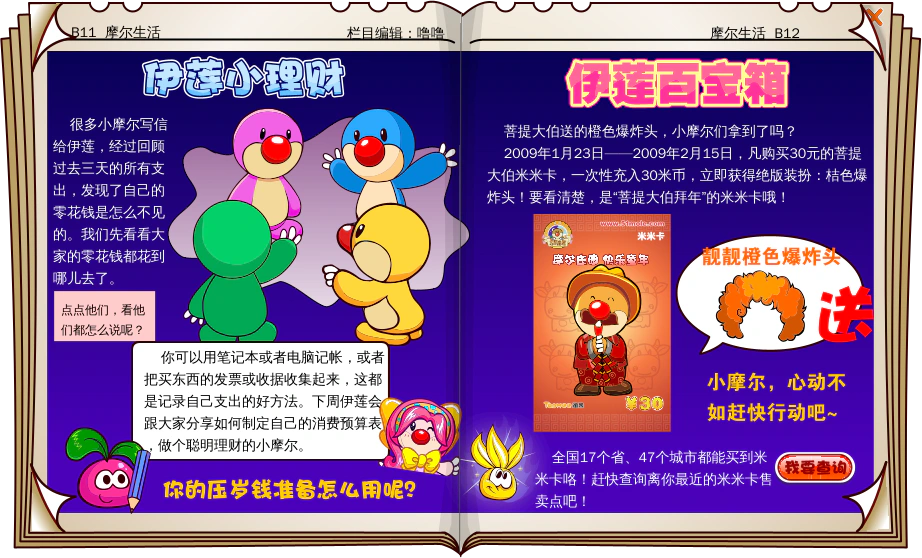 B11 摩尔生活
栏目编辑：噜噜
伊莲小理财
很多小摩尔写信
给伊莲，经过回顾
过去三天的所有支
出，发现了自己的
零花钱是怎么不见
的。我们先看看大
家的零花钱都花到
哪儿去了。
点点他们，看他
们都怎么说呢？
你可以用笔记本或者电脑记帐，或者
把买东西的发票或收据收集起来，这都
是记录自己支出的好方法。下周伊莲会
跟大家分享如何制定自己的消费预算表
，做个聪明理财的小摩尔。
你的压岁钱准备怎么用呢？
摩尔生活 B12
伊莲百宝箱
菩提大伯送的橙色爆炸头，小摩尔们拿到了吗？
2009年1月23日——2009年2月15日，凡购买30元的菩提
大伯米米卡，一次性充入30米币，立即获得绝版装扮：桔色爆
炸头！要看清楚，是“菩提大伯拜年”的米米卡哦！
www.51mole.com
米米卡
摩尔庄园 快乐童年
¥30
靓靓橙色爆炸头
送
小摩尔，心动不
如赶快行动吧~
全国17个省、47个城市都能买到米
米卡咯！赶快查询离你最近的米米卡售
卖点吧！
我要查询